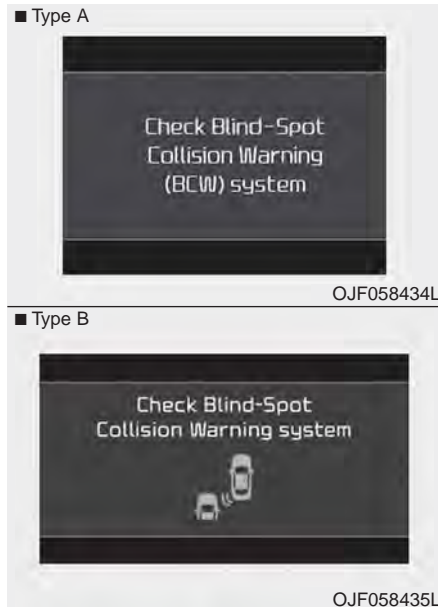 ■ Type A
Check Blind-Spot
Collision Warning
(BCW) system
OJF058434L
■ Type B
Check Blind-Spot
Collision Warning system
OJF058435L